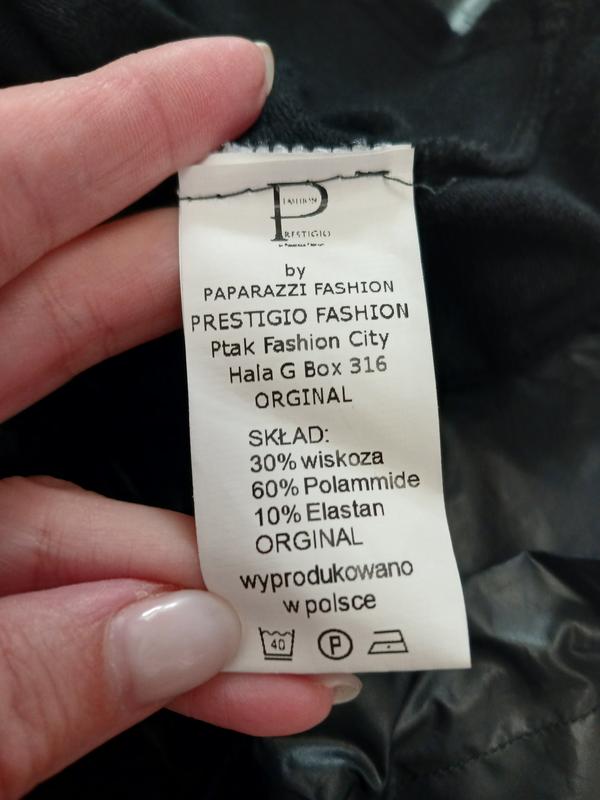 P
FASHION
PRESTIGIO
by
PAPARAZZI FASHION
PRESTIGIO FASHION
Ptak Fashion City
Hala G Box 316
ORGINAL
SKŁAD:
30% wiskoza
60% Polammide
10% Elastan
ORGINAL
wyprodukowano
w polsce
40 P